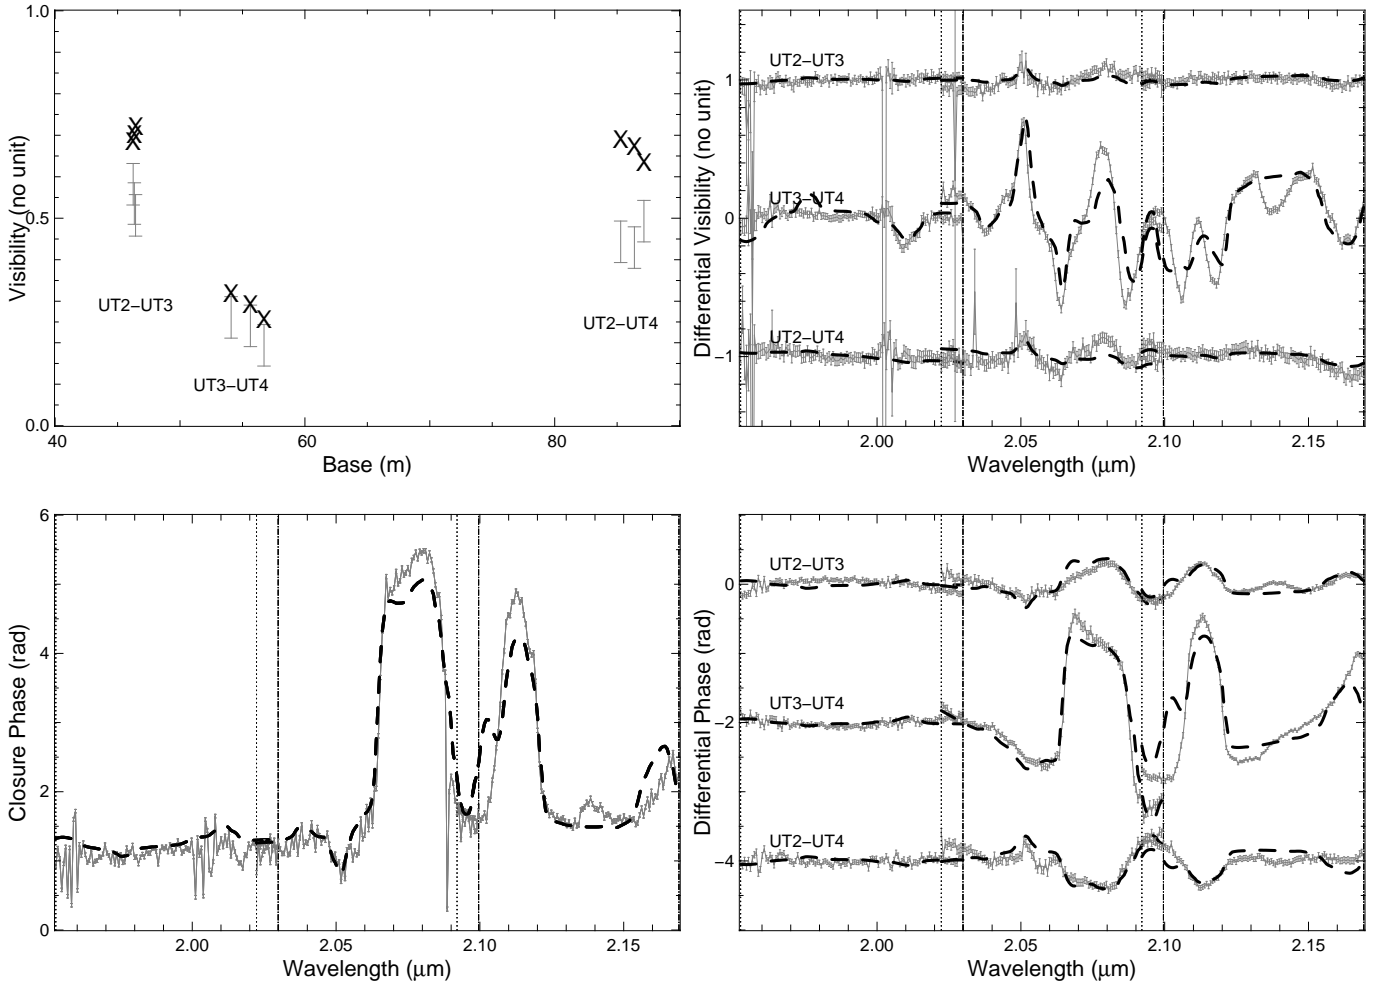 1.0
0.5
0.0
Visibility (no unit)
X X X X X X X X X
UT2–UT3
UT3–UT4
UT2–UT4
40 60 80
Base (m)
1
0
−1
Differential Visibility (no unit)
UT2–UT3
UT3–UT4
UT2–UT4
2.00 2.05 2.10 2.15
Wavelength (μm)
6
4
2
0
Closure Phase (rad)
2.00 2.05 2.10 2.15
Wavelength (μm)
0
−2
−4
Differential Phase (rad)
UT2–UT3
UT3–UT4
UT2–UT4
2.00 2.05 2.10 2.15
Wavelength (μm)